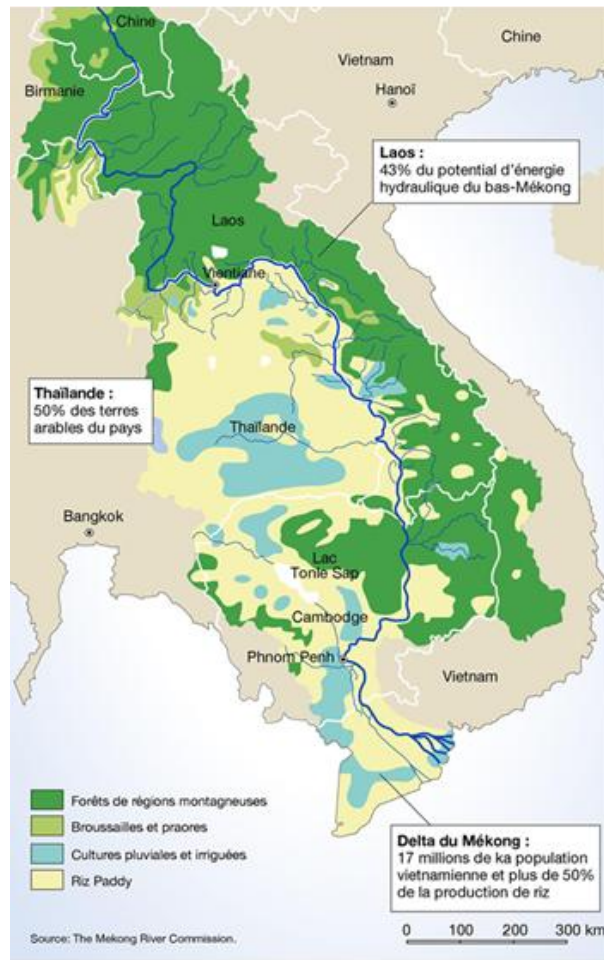 Chine
Vietnam
Chine
Birmanie
Hanoï
Laos :
43% du potential d'énergie
hydraulique du bas-Mékong
Laos
Vientiane
Thaïlande :
50% des terres
arables du pays
Thaïlande
Bangkok
Lac
Tonle Sap
Cambodge
Phnom Penh
Vietnam
Forêts de régions montagneuses
Broussailles et praores
Cultures pluviales et irriguées
Riz Paddy
Delta du Mékong :
17 millions de ka population
vietnamienne et plus de 50%
de la production de riz
Source: The Mekong River Commission.
0 100 200 300 km